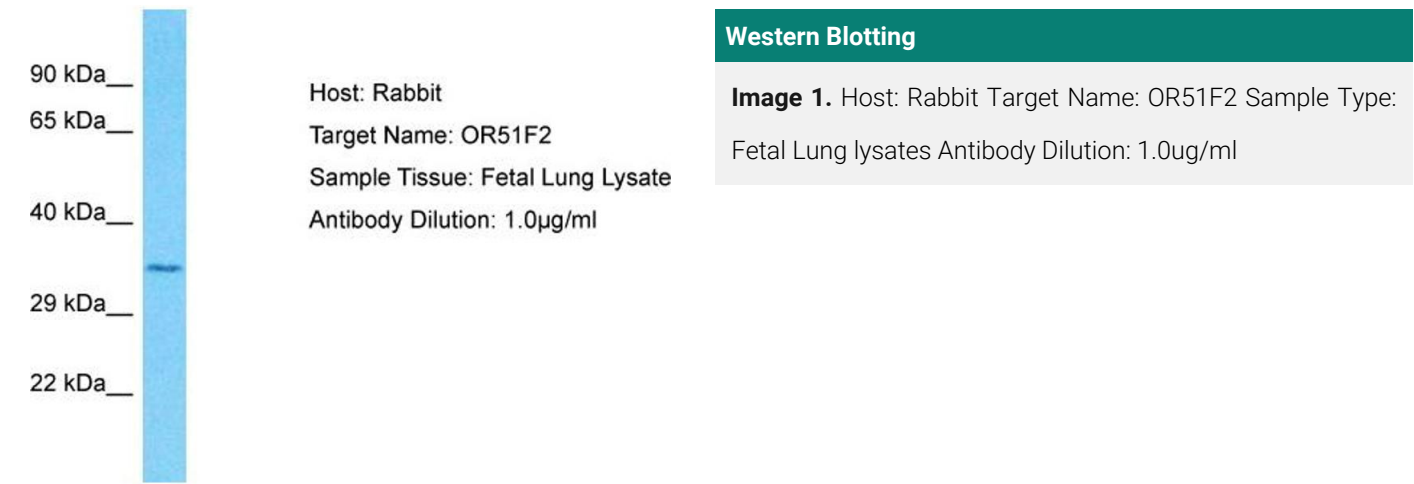 90 kDa__
65 kDa__
40 kDa__
29 kDa__
22 kDa__
Host: Rabbit
Target Name: OR51F2
Sample Tissue: Fetal Lung Lysate
Antibody Dilution: 1.0µg/ml
Western Blotting
Image 1. Host: Rabbit Target Name: OR51F2 Sample Type:
Fetal Lung lysates Antibody Dilution: 1.0ug/ml